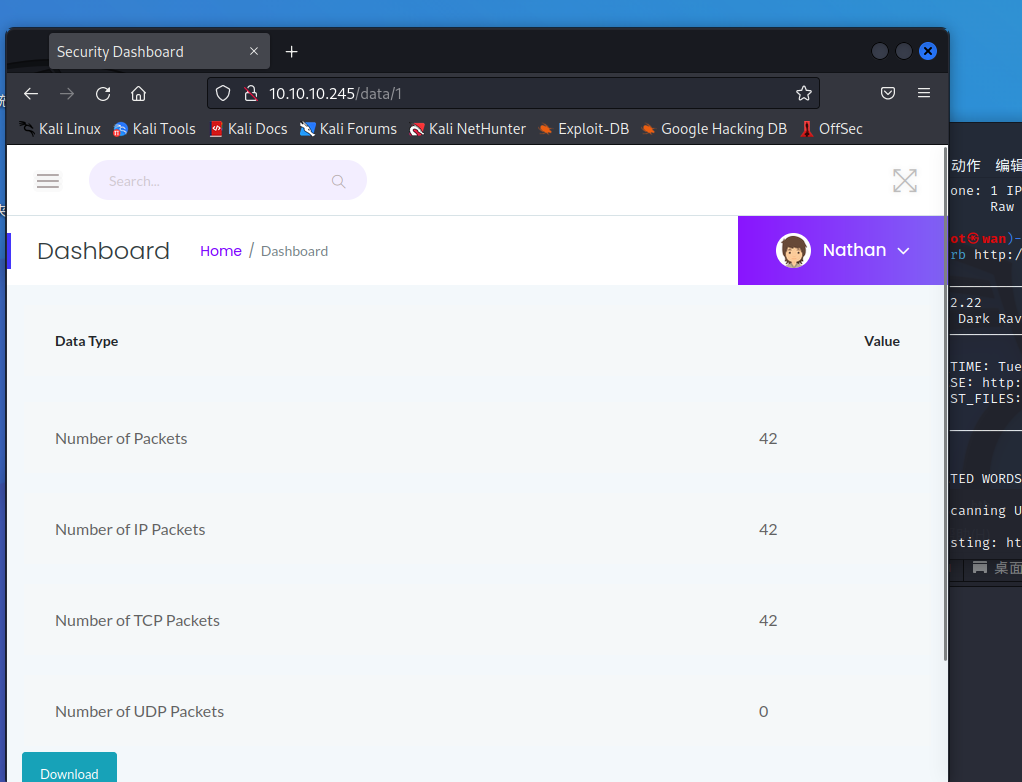 Security Dashboard
10.10.10.245/data/1
Kali Linux Kali Tools Kali Docs Kali Forums Kali NetHunter Exploit-DB Google Hacking DB OffSec
Search...
Dashboard Home / Dashboard Nathan
Data Type Value
Number of Packets 42
Number of IP Packets 42
Number of TCP Packets 42
Number of UDP Packets 0
Download
动作 编辑
one: 1 IP
Raw
ot㉿wan)-
rb http:/
2.22
Dark Rav
TIME: Tue
SE: http:
ST_FILES:
TED WORDS
canning U
sting: ht
桌面